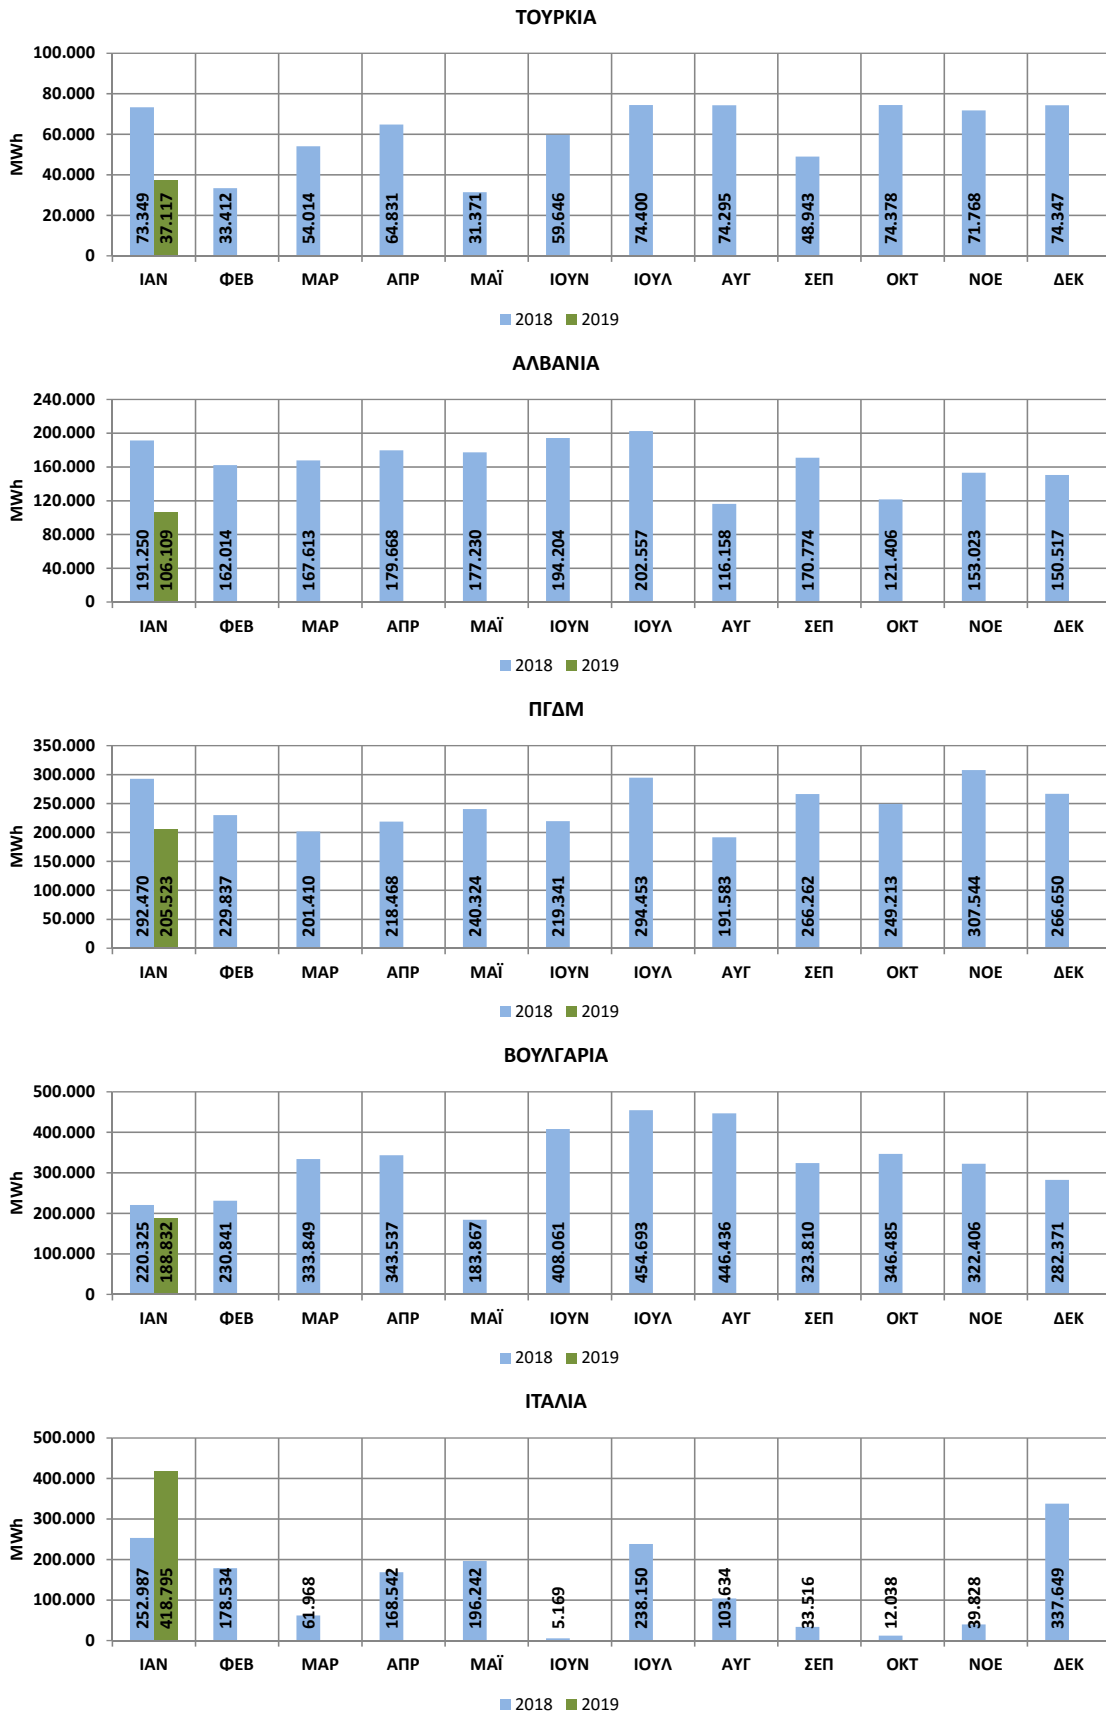 ΤΟΥΡΚΙΑ
100.000
80.000
60.000
40.000
20.000
0
MWh
73.349 37.117 33.412 54.014 64.831 31.371 59.646 74.400 74.295 48.943 74.378 71.768 74.347
ΙΑΝ ΦΕΒ ΜΑΡ ΑΠΡ ΜΑΪ ΙΟΥΝ ΙΟΥΛ ΑΥΓ ΣΕΠ ΟΚΤ ΝΟΕ ΔΕΚ
2018 2019
ΑΛΒΑΝΙΑ
240.000
200.000
160.000
120.000
80.000
40.000
0
MWh
191.250 106.109 162.014 167.613 179.668 177.230 194.204 202.557 116.158 170.774 121.406 153.023 150.517
ΙΑΝ ΦΕΒ ΜΑΡ ΑΠΡ ΜΑΪ ΙΟΥΝ ΙΟΥΛ ΑΥΓ ΣΕΠ ΟΚΤ ΝΟΕ ΔΕΚ
2018 2019
ΠΓΔΜ
350.000
300.000
250.000
200.000
150.000
100.000
50.000
0
MWh
292.470 205.523 229.837 201.410 218.468 240.324 219.341 294.453 191.583 266.262 249.213 307.544 266.650
ΙΑΝ ΦΕΒ ΜΑΡ ΑΠΡ ΜΑΪ ΙΟΥΝ ΙΟΥΛ ΑΥΓ ΣΕΠ ΟΚΤ ΝΟΕ ΔΕΚ
2018 2019
ΒΟΥΛΓΑΡΙΑ
500.000
400.000
300.000
200.000
100.000
0
MWh
220.325 188.832 230.841 333.849 343.537 183.867 408.061 454.693 446.436 323.810 346.485 322.406 282.371
ΙΑΝ ΦΕΒ ΜΑΡ ΑΠΡ ΜΑΪ ΙΟΥΝ ΙΟΥΛ ΑΥΓ ΣΕΠ ΟΚΤ ΝΟΕ ΔΕΚ
2018 2019
ΙΤΑΛΙΑ
500.000
400.000
300.000
200.000
100.000
0
MWh
252.987 418.795 178.534 61.968 168.542 196.242 5.169 238.150 103.634 33.516 12.038 39.828 337.649
ΙΑΝ ΦΕΒ ΜΑΡ ΑΠΡ ΜΑΪ ΙΟΥΝ ΙΟΥΛ ΑΥΓ ΣΕΠ ΟΚΤ ΝΟΕ ΔΕΚ
2018 2019